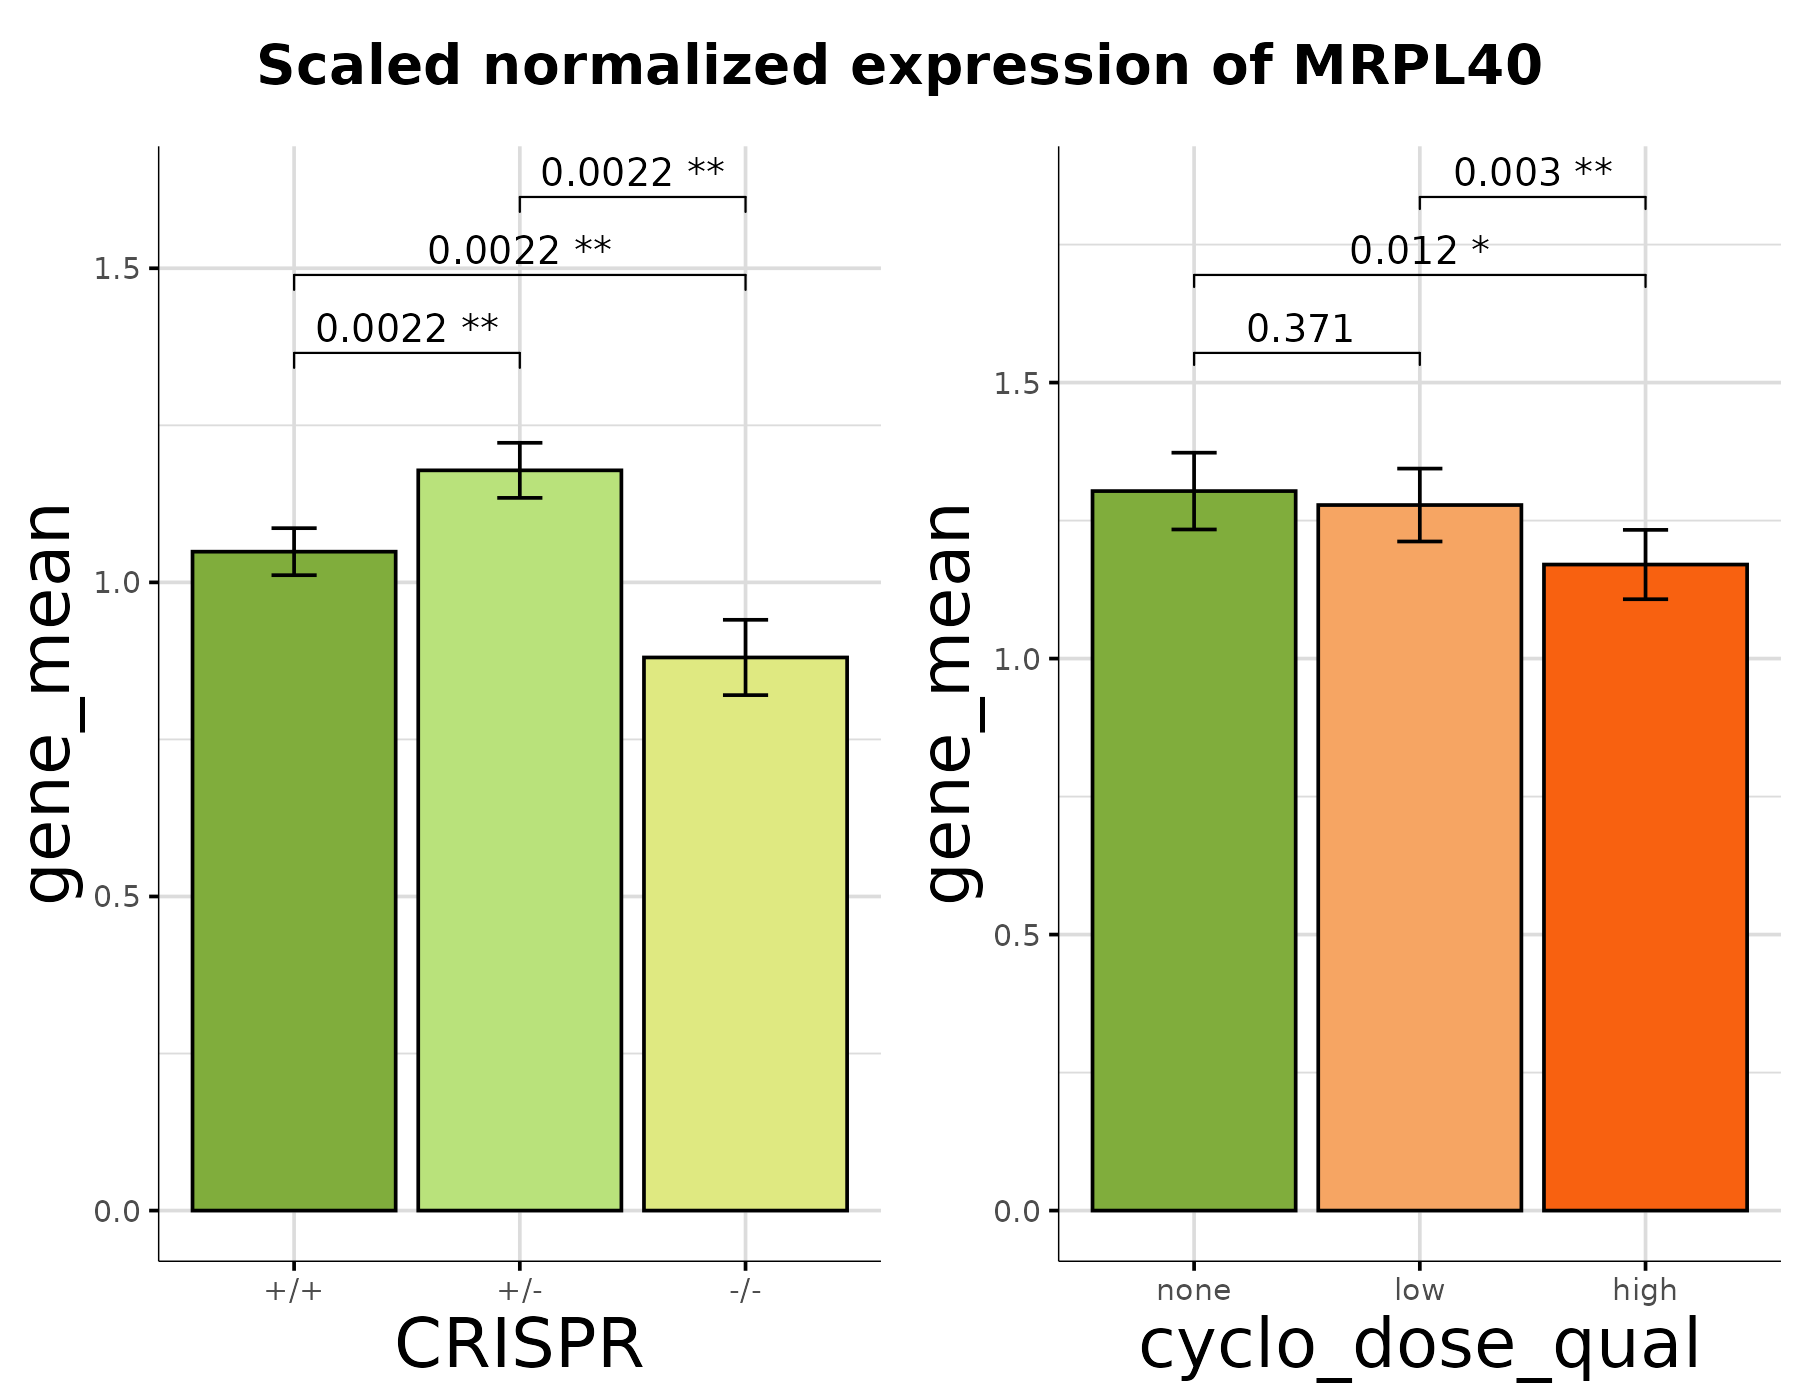 Scaled normalized expression of MRPL40
gene_mean
1.5
1.0
0.5
0.0
0.0022 **
0.0022 **
0.0022 **
+/+ +/- -/-
CRISPR
gene_mean
1.5
1.0
0.5
0.0
0.003 **
0.012 *
0.371
none low high
cyclo_dose_qual